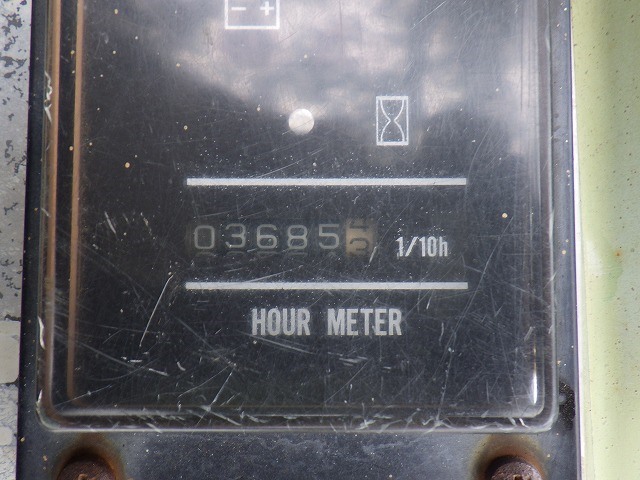 - +
03685 1/10h
HOUR METER